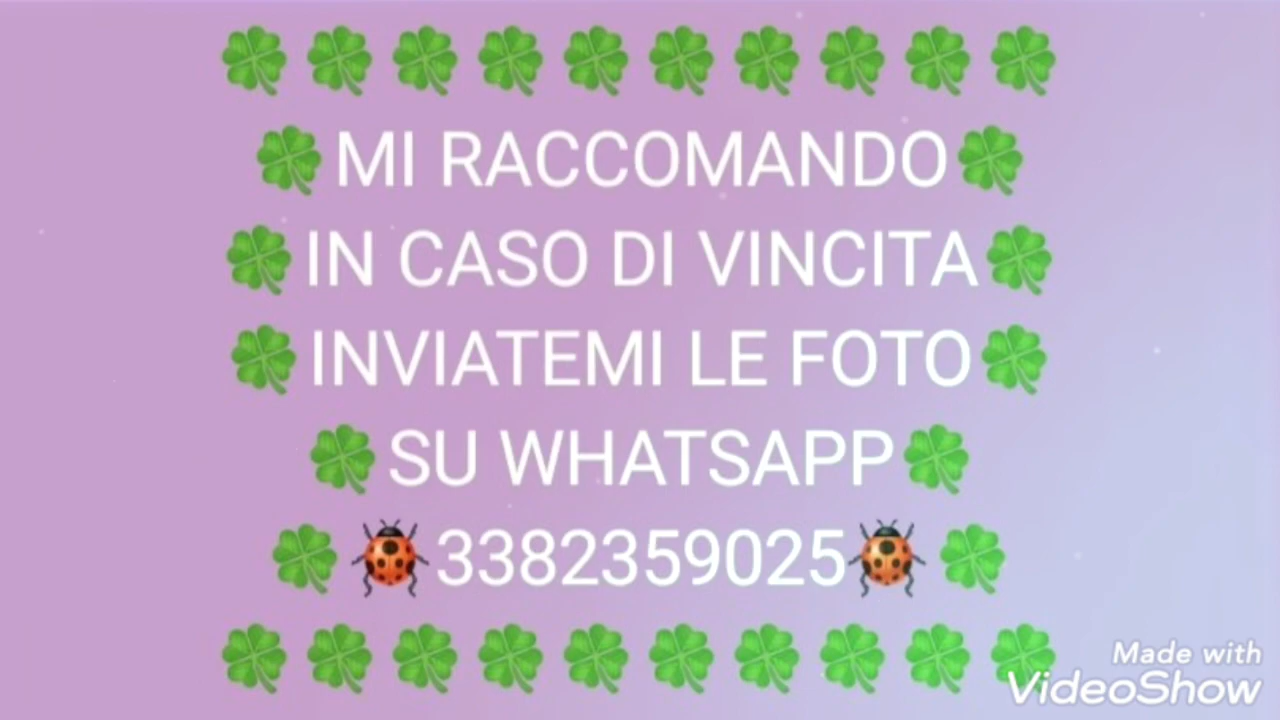 🍀🍀🍀🍀🍀🍀🍀🍀🍀🍀
🍀MI RACCOMANDO🍀
🍀IN CASO DI VINCITA🍀
🍀INVIATEMI LE FOTO🍀
🍀SU WHATSAPP🍀
🍀🐞3382359025🐞🍀
🍀🍀🍀🍀🍀🍀🍀🍀🍀🍀
Made with
VideoShow